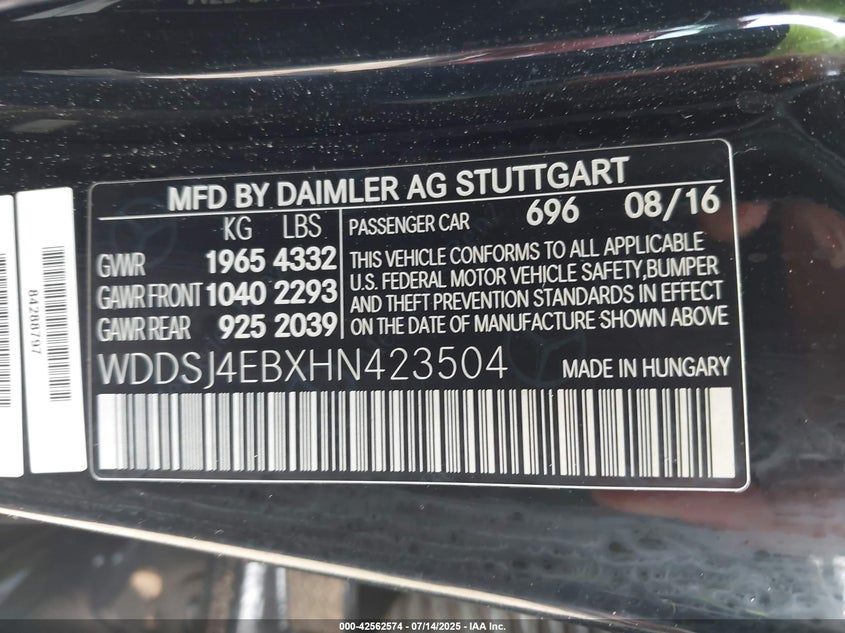 MFD BY DAIMLER AG STUTTGART
KG LBS
GVWR 1965 4332
GAWR FRONT 1040 2293
GAWR REAR 925 2039
PASSENGER CAR 696 08/16
THIS VEHICLE CONFORMS TO ALL APPLICABLE
U.S. FEDERAL MOTOR VEHICLE SAFETY,BUMPER
AND THEFT PREVENTION STANDARDS IN EFFECT
ON THE DATE OF MANUFACTURE SHOWN ABOVE
WDDSJ4EBXHN423504 MADE IN HUNGARY
84288797
000-42562574 - 07/14/2025 - IAA Inc.